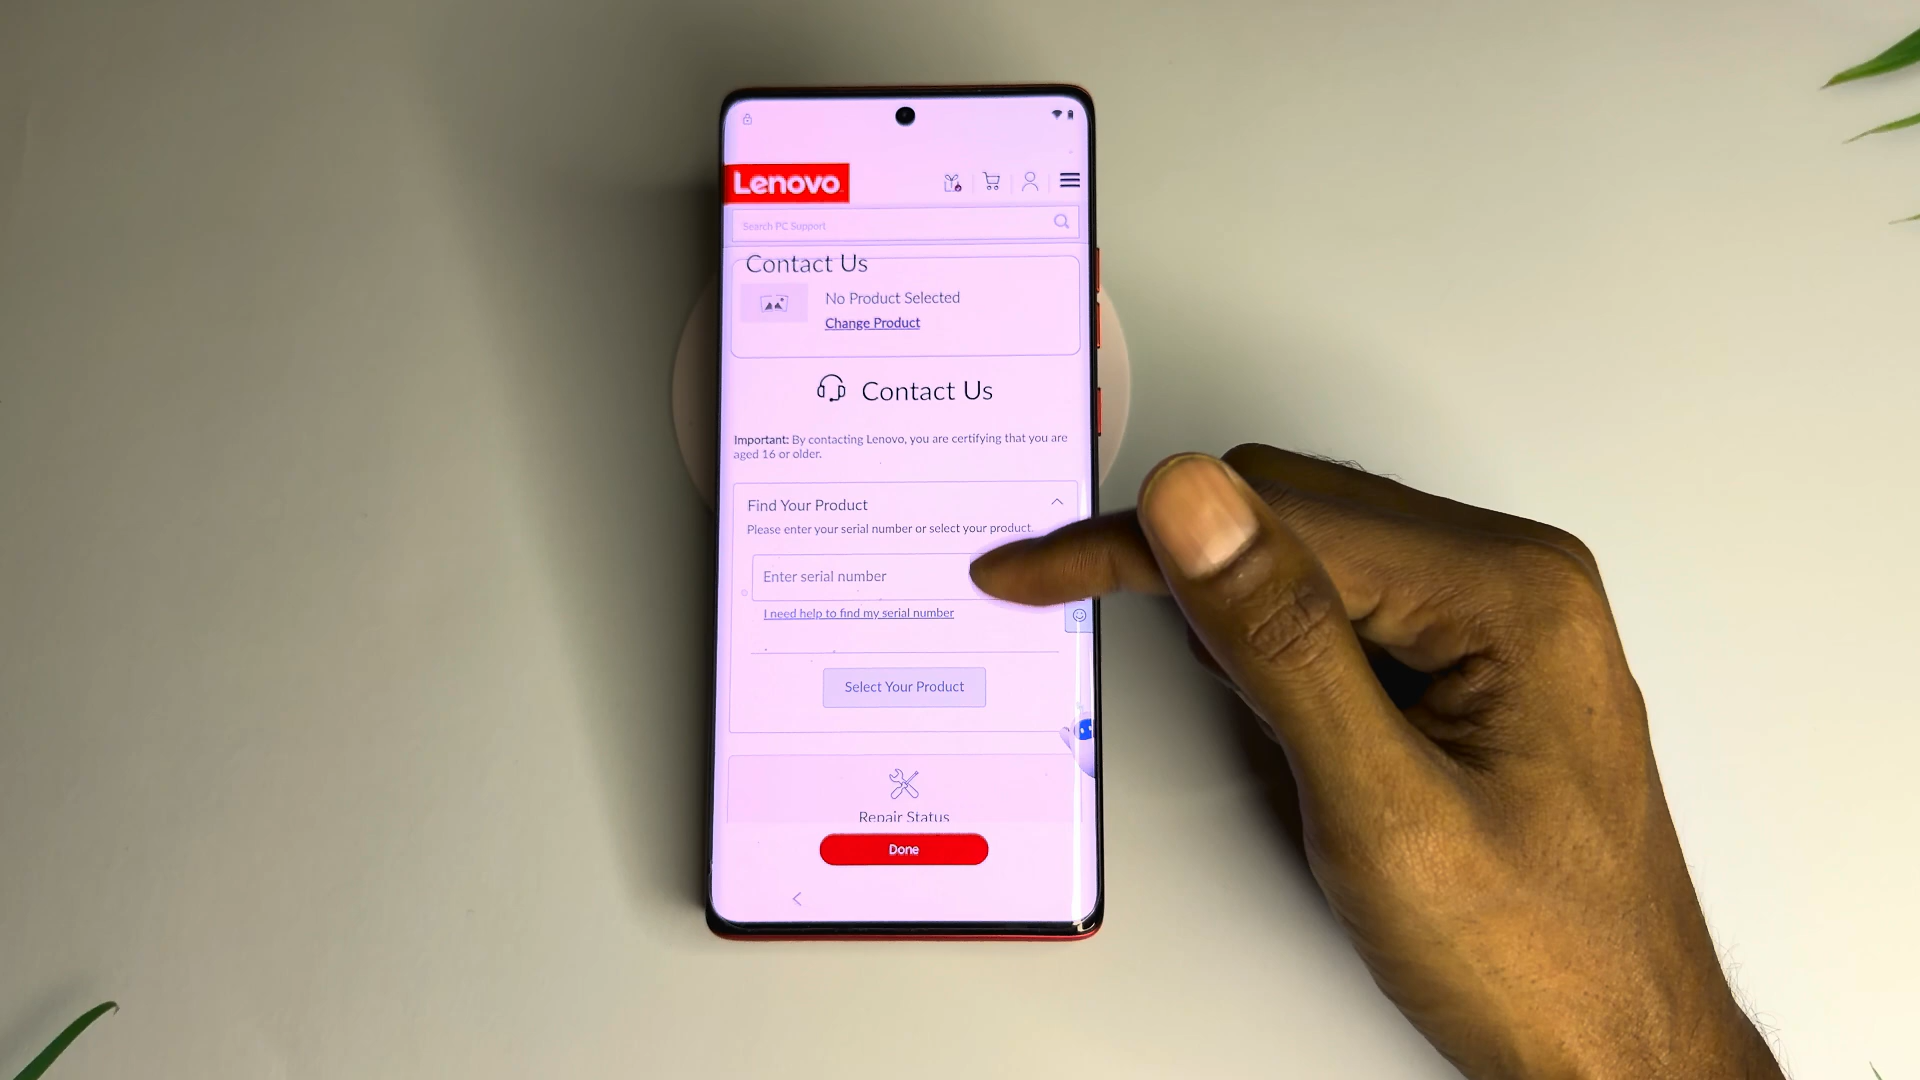 Lenovo
Search PC Support
Contact Us
No Product Selected
Change Product
Contact Us
Important: By contacting Lenovo, you are certifying that you are
aged 16 or older.
Find Your Product
Please enter your serial number or select your product.
Enter serial number
I need help to find my serial number
Select Your Product
Repair Status
Done